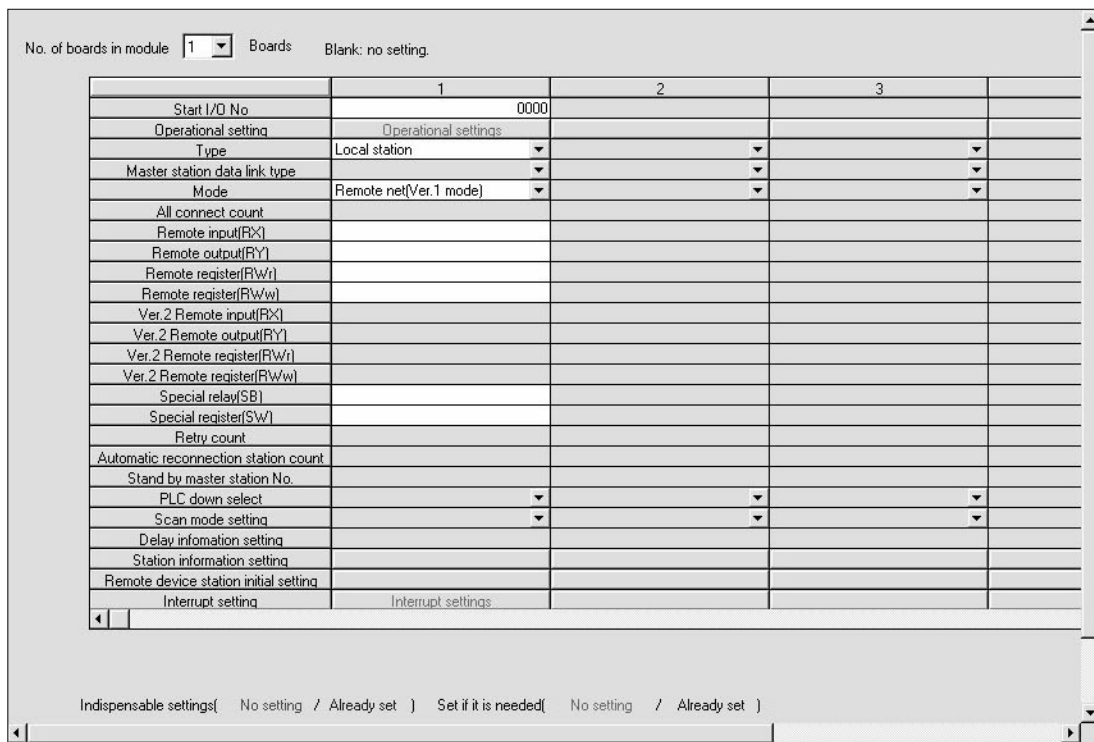 No. of boards in module 1 Boards Blank: no setting.
1 2 3
Start I/O No 0000
Operational setting Operational settings
Type Local station
Master station data link type
Mode Remote net(Ver.1 mode)
All connect count
Remote input(RX)
Remote output(RY)
Remote register(RWr)
Remote register(RWw)
Ver.2 Remote input(RX)
Ver.2 Remote output(RY)
Ver.2 Remote register(RWr)
Ver.2 Remote register(RWw)
Special relay(SB)
Special register(SW)
Retry count
Automatic reconnection station count
Stand by master station No.
PLC down select
Scan mode setting
Delay infomation setting
Station information setting
Remote device station initial setting
Interrupt setting Interrupt settings
Indispensable settings( No setting / Already set ) Set if it is needed( No setting / Already set )